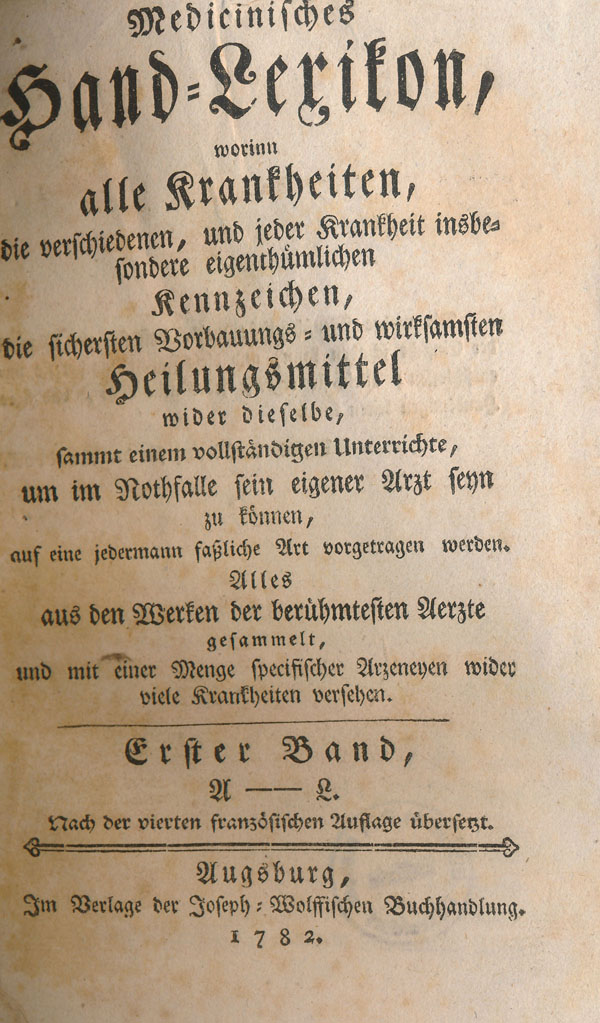 Medicinisches
Hand-Lexikon,
worinn
alle Krankheiten,
die verschiedenen, und jeder Krankheit insbe-
sondere eigenthümlichen
Kennzeichen,
die sichersten Vorbauungs- und wirksamsten
Heilungsmittel
wider dieselbe,
sammt einem vollständigen Unterrichte,
um im Nothfalle sein eigener Arzt seyn
zu können,
auf eine jedermann faßliche Art vorgetragen werden.
Alles
aus den Werken der berühmtesten Aerzte
gesammelt,
und mit einer Menge specifischer Arzeneyen wider
viele Krankheiten versehen.
Erster Band,
A — L.
Nach der vierten französischen Auflage übersetzt.
Augsburg,
Im Verlage der Joseph-Wolffischen Buchhandlung.
1782.